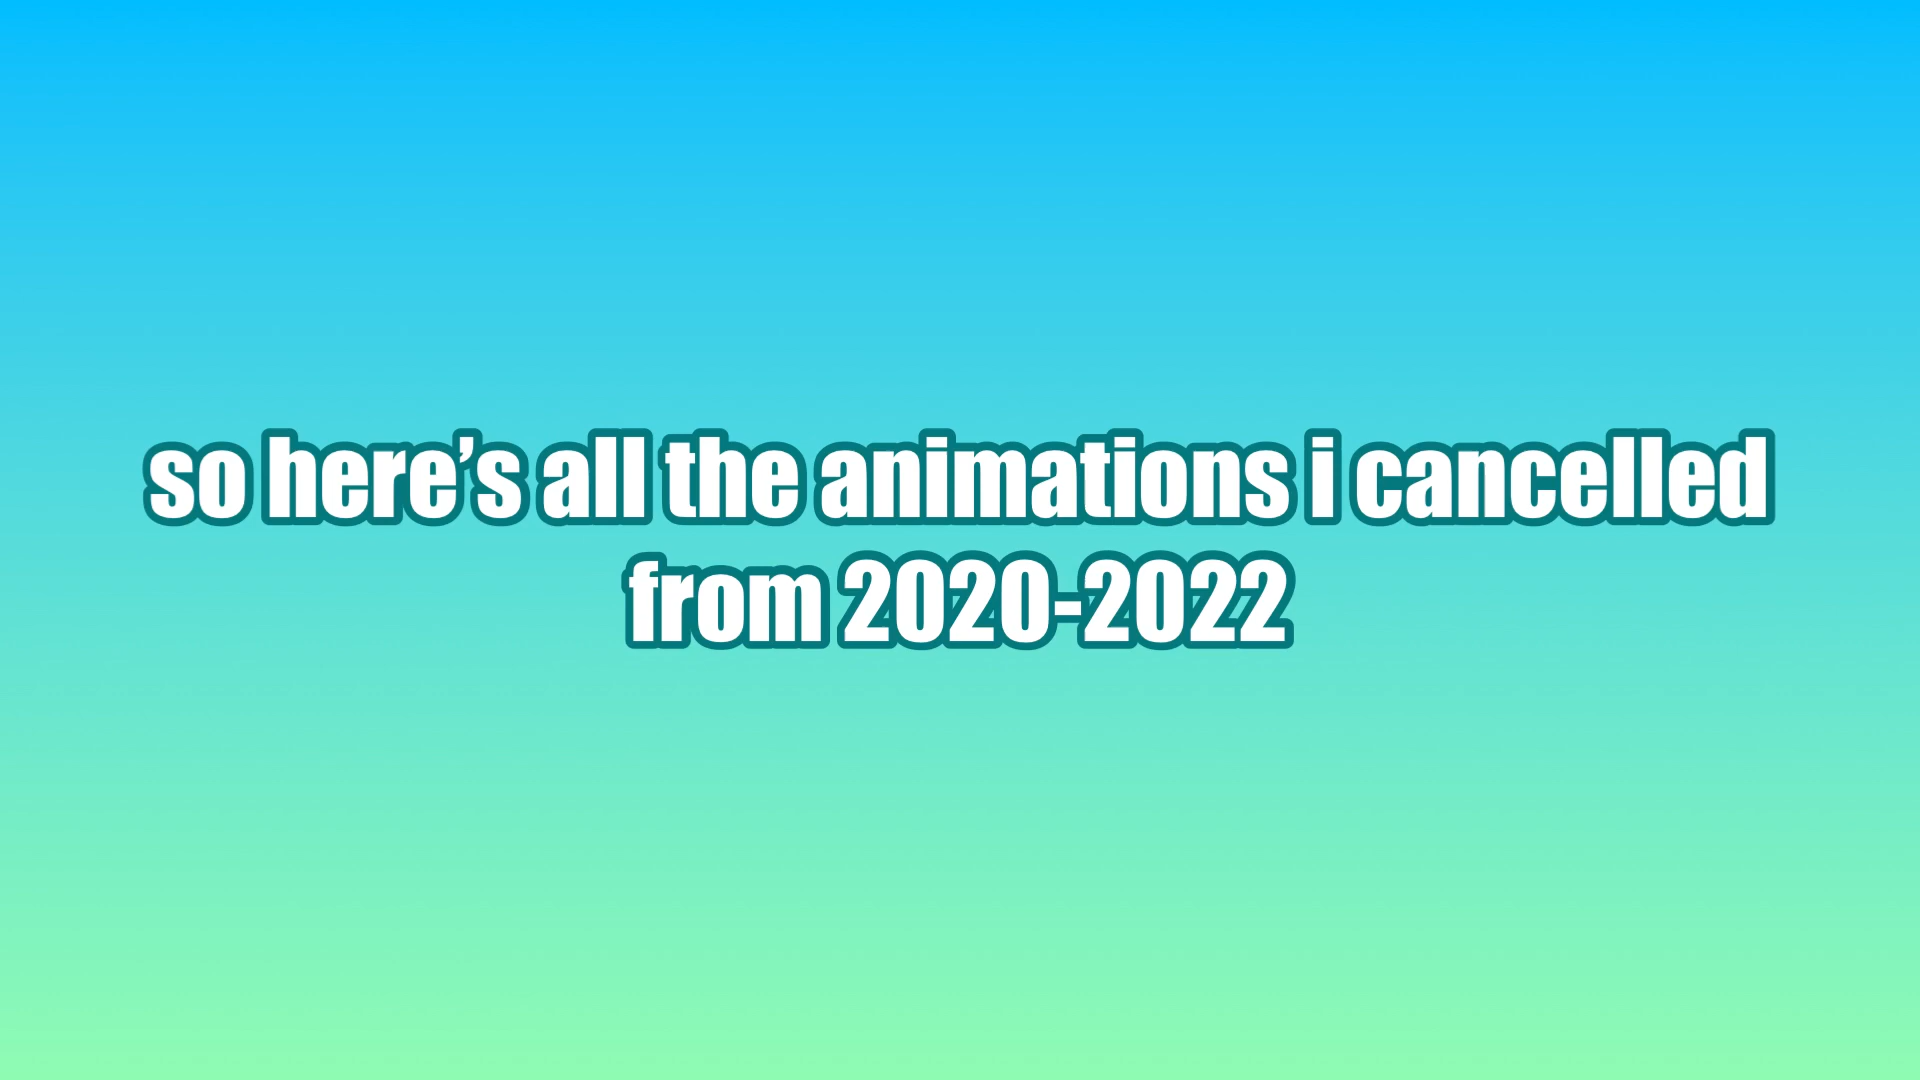 so here’s all the animations i cancelled
from 2020-2022